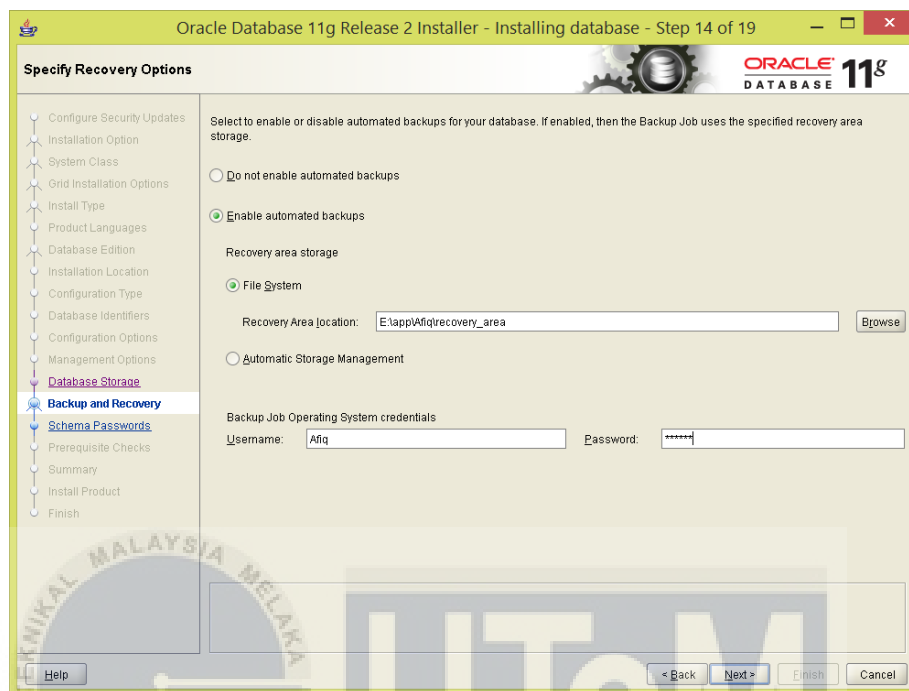 Oracle Database 11g Release 2 Installer - Installing database - Step 14 of 19
Specify Recovery Options
ORACLE DATABASE 11g
Configure Security Updates
Installation Option
System Class
Grid Installation Options
Install Type
Product Languages
Database Edition
Installation Location
Configuration Type
Database Identifiers
Configuration Options
Management Options
Database Storage
Backup and Recovery
Schema Passwords
Prerequisite Checks
Summary
Install Product
Finish
Select to enable or disable automated backups for your database. If enabled, then the Backup Job uses the specified recovery area
storage.
Do not enable automated backups
Enable automated backups
Recovery area storage
File System
Recovery Area location: E:\app\Afiq\recovery_area Browse
Automatic Storage Management
Backup Job Operating System credentials
Username: Afiq Password: ******
TEKNIKAL MALAYSIA MELAKA
UTeM
Help < Back Next > Finish Cancel